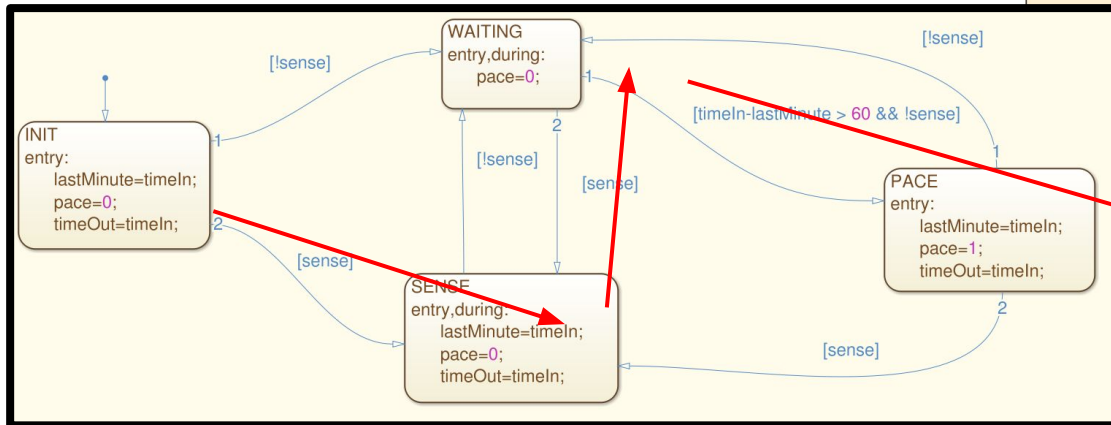 WAITING
entry,during:
pace=0;
[!sense]
[!sense]
1
2
[timeIn-lastMinute > 60 && !sense]
INIT
entry:
lastMinute=timeIn;
pace=0;
timeOut=timeIn;
1
2
[!sense]
[sense]
1
PACE
entry:
lastMinute=timeIn;
pace=1;
timeOut=timeIn;
2
[sense]
SENSE
entry,during:
lastMinute=timeIn;
pace=0;
timeOut=timeIn;
[sense]